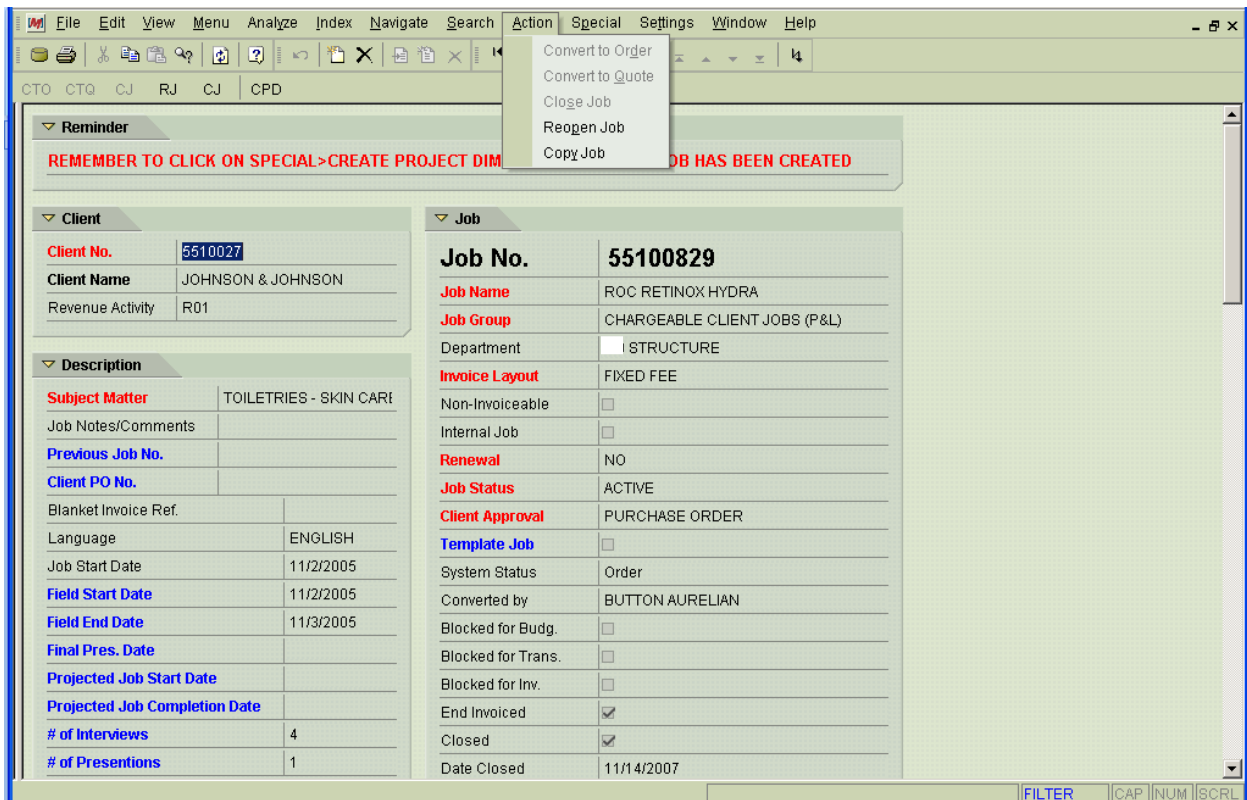 File Edit View Menu Analyze Index Navigate Search Action Special Settings Window Help
CTO CTQ CJ RJ CJ CPD
Convert to Order
Convert to Quote
Close Job
Reopen Job
Copy Job
Reminder
REMEMBER TO CLICK ON SPECIAL>CREATE PROJECT DIM OB HAS BEEN CREATED
Client
Client No. 5510027
Client Name JOHNSON & JOHNSON
Revenue Activity R01
Description
Subject Matter TOILETRIES - SKIN CARE
Job Notes/Comments
Previous Job No.
Client PO No.
Blanket Invoice Ref.
Language ENGLISH
Job Start Date 11/2/2005
Field Start Date 11/2/2005
Field End Date 11/3/2005
Final Pres. Date
Projected Job Start Date
Projected Job Completion Date
# of Interviews 4
# of Presentions 1
Job
Job No. 55100829
Job Name ROC RETINOX HYDRA
Job Group CHARGEABLE CLIENT JOBS (P&L)
Department STRUCTURE
Invoice Layout FIXED FEE
Non-Invoiceable
Internal Job
Renewal NO
Job Status ACTIVE
Client Approval PURCHASE ORDER
Template Job
System Status Order
Converted by BUTTON AURELIAN
Blocked for Budg.
Blocked for Trans.
Blocked for Inv.
End Invoiced
Closed
Date Closed 11/14/2007
FILTER CAP NUM SCRL